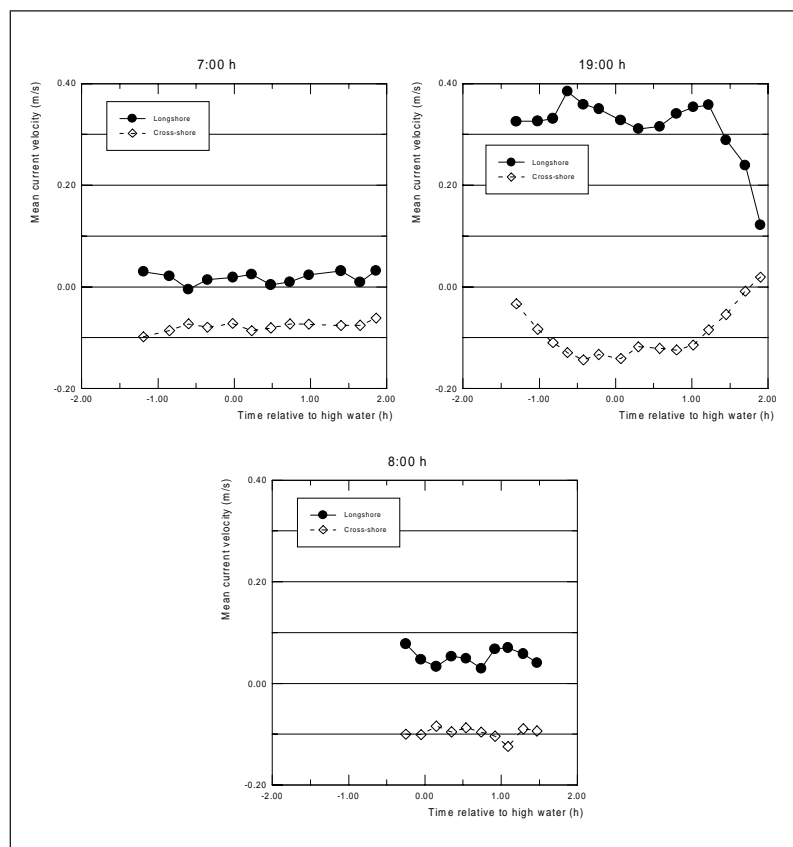 7:00 h
Mean current velocity (m/s)
0.40
0.20
0.00
-0.20
Longshore
Cross-shore
-2.00 -1.00 0.00 1.00 2.00
Time relative to high water (h)
19:00 h
Mean current velocity (m/s)
0.40
0.20
0.00
-0.20
Longshore
Cross-shore
-2.00 -1.00 0.00 1.00 2.00
Time relative to high water (h)
8:00 h
Mean current velocity (m/s)
0.40
0.20
0.00
-0.20
Longshore
Cross-shore
-2.00 -1.00 0.00 1.00 2.00
Time relative to high water (h)